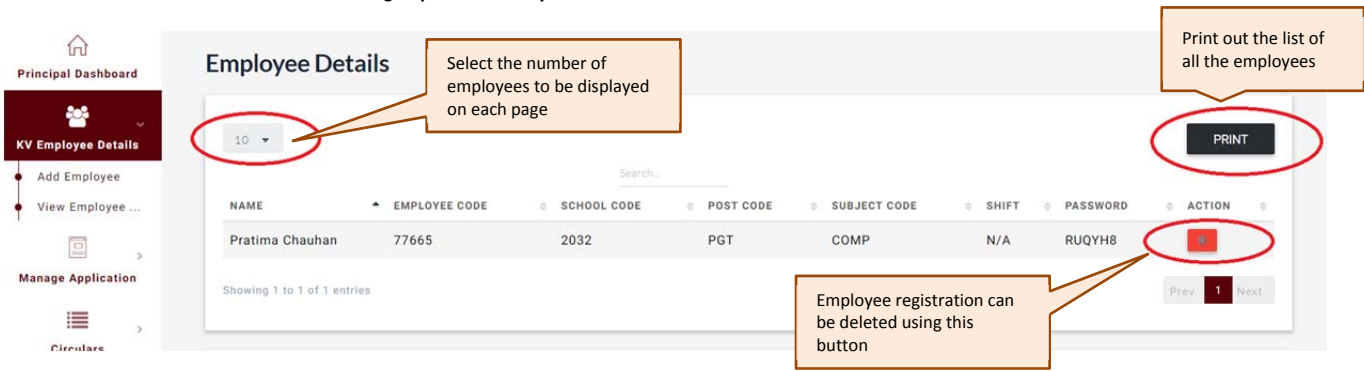 Principal Dashboard
KV Employee Details
Add Employee
View Employee ...
Manage Application
Circulars
Employee Details
Select the number of
employees to be displayed
on each page
Print out the list of
all the employees
10
PRINT
Search...
NAME EMPLOYEE CODE SCHOOL CODE POST CODE SUBJECT CODE SHIFT PASSWORD ACTION
Pratima Chauhan 77665 2032 PGT COMP N/A RUQYH8 R
Showing 1 to 1 of 1 entries
Prev 1 Next
Employee registration can
be deleted using this
button